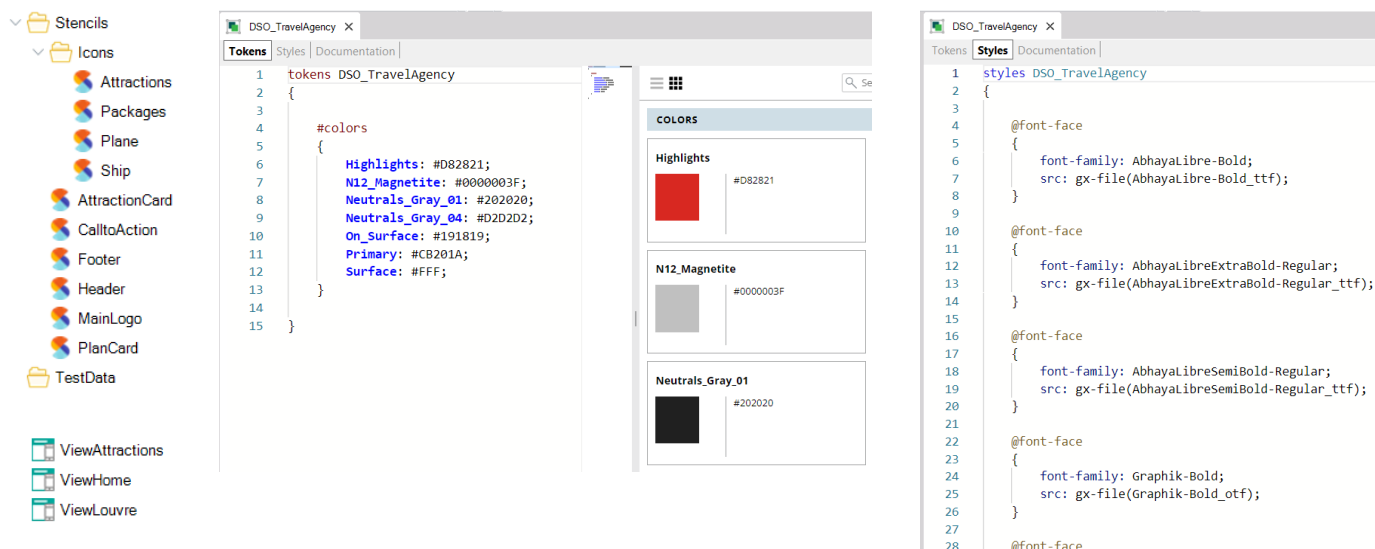 Stencils
Icons
Attractions
Packages
Plane
Ship
AttractionCard
CalltoAction
Footer
Header
MainLogo
PlanCard
TestData
ViewAttractions
ViewHome
ViewLouvre
DSO_TravelAgency
Tokens Styles Documentation
1 tokens DSO_TravelAgency
2 {
3
4 #colors
5 {
6 Highlights: #D82821;
7 N12_Magnetite: #0000003F;
8 Neutrals_Gray_01: #202020;
9 Neutrals_Gray_04: #D2D2D2;
10 On_Surface: #191819;
11 Primary: #CB201A;
12 Surface: #FFF;
13 }
14
15 }
Se
COLORS
Highlights
#D82821
N12_Magnetite
#0000003F
Neutrals_Gray_01
#202020
DSO_TravelAgency
Tokens Styles Documentation
1 styles DSO_TravelAgency
2 {
3
4 @font-face
5 {
6 font-family: AbhayaLibre-Bold;
7 src: gx-file(AbhayaLibre-Bold_ttf);
8 }
9
10 @font-face
11 {
12 font-family: AbhayaLibreExtraBold-Regular;
13 src: gx-file(AbhayaLibreExtraBold-Regular_ttf);
14 }
15
16 @font-face
17 {
18 font-family: AbhayaLibreSemiBold-Regular;
19 src: gx-file(AbhayaLibreSemiBold-Regular_ttf);
20 }
21
22 @font-face
23 {
24 font-family: Graphik-Bold;
25 src: gx-file(Graphik-Bold_otf);
26 }
27
28 @font-face